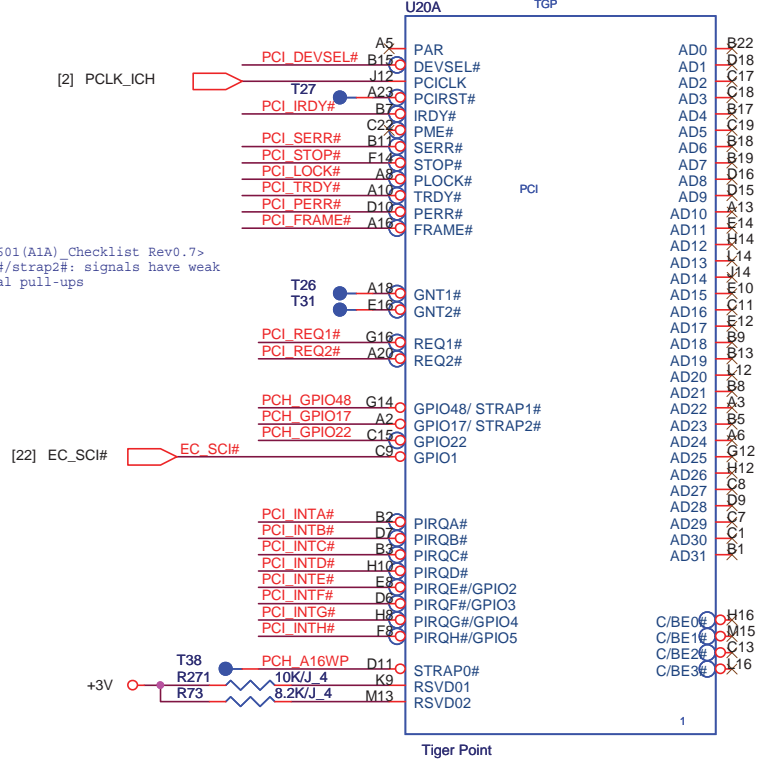 U20A TGP
A5 PAR AD0 B22
PCI_DEVSEL# B15 DEVSEL# AD1 D18
[2] PCLK_ICH J12 PCICLK AD2 C17
T27 A23 PCIRST# AD3 C18
PCI_IRDY# B7 IRDY# AD4 B17
C22 PME# AD5 C19
PCI_SERR# B11 SERR# AD6 B18
PCI_STOP# F14 STOP# AD7 B19
PCI_LOCK# A8 PLOCK# AD8 D16
PCI_TRDY# A10 TRDY# PCI AD9 D15
PCI_PERR# D10 PERR# AD10 A13
PCI_FRAME# A16 FRAME# AD11 E14
AD12 H14
501(A1A)_Checklist Rev0.7>
#/strap2#: signals have weak
al pull-ups
AD13 L14
AD14 J14
T26 A18 GNT1# AD15 E10
T31 E16 GNT2# AD16 C11
AD17 E12
PCI_REQ1# G16 REQ1# AD18 B9
PCI_REQ2# A20 REQ2# AD19 B13
AD20 L12
AD21 B8
PCH_GPIO48 G14 GPIO48/ STRAP1# AD22 A3
PCH_GPIO17 A2 GPIO17/ STRAP2# AD23 B5
PCH_GPIO22 C15 GPIO22 AD24 A6
[22] EC_SCI# EC_SCI# C9 GPIO1 AD25 G12
AD26 H12
AD27 C8
AD28 D9
PCI_INTA# B2 PIRQA# AD29 C7
PCI_INTB# D7 PIRQB# AD30 C1
PCI_INTC# B3 PIRQC# AD31 B1
PCI_INTD# H10 PIRQD#
PCI_INTE# E8 PIRQE#/GPIO2
PCI_INTF# D6 PIRQF#/GPIO3
PCI_INTG# H8 PIRQG#/GPIO4 C/BE0# H16
PCI_INTH# F8 PIRQH#/GPIO5 C/BE1# M15
C/BE2# C13
T38 PCH_A16WP D11 STRAP0# C/BE3# L16
+3V R271 10K/J_4 K9 RSVD01
R73 8.2K/J_4 M13 RSVD02
1
Tiger Point